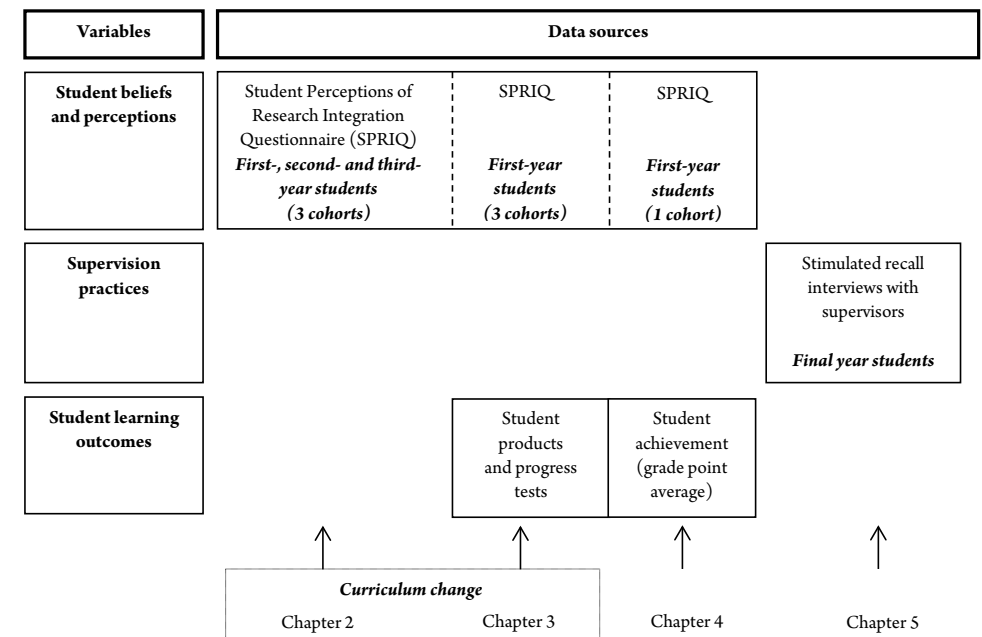 Variables
Data sources
Student beliefs
and perceptions
Student Perceptions of
Research Integration
Questionnaire (SPRIQ)
First-, second- and third-
year students
(3 cohorts)
SPRIQ
First-year
students
(3 cohorts)
SPRIQ
First-year
students
(1 cohort)
Supervision
practices
Stimulated recall
interviews with
supervisors
Final year students
Student learning
outcomes
Student
products
and progress
tests
Student
achievement
(grade point
average)
Curriculum change
Chapter 2
Chapter 3
Chapter 4
Chapter 5